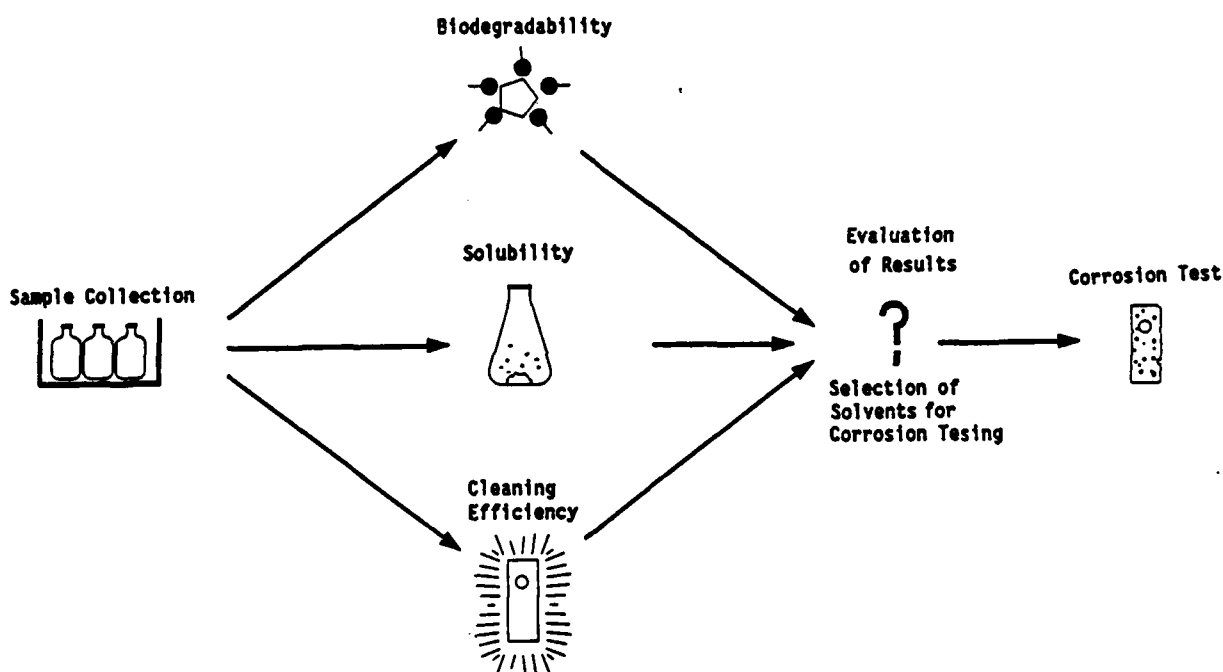 Biodegradability
Sample Collection
Solubility
Cleaning
Efficiency
Evaluation
of Results
?
Selection of
Solvents for
Corrosion Tesing
Corrosion Test